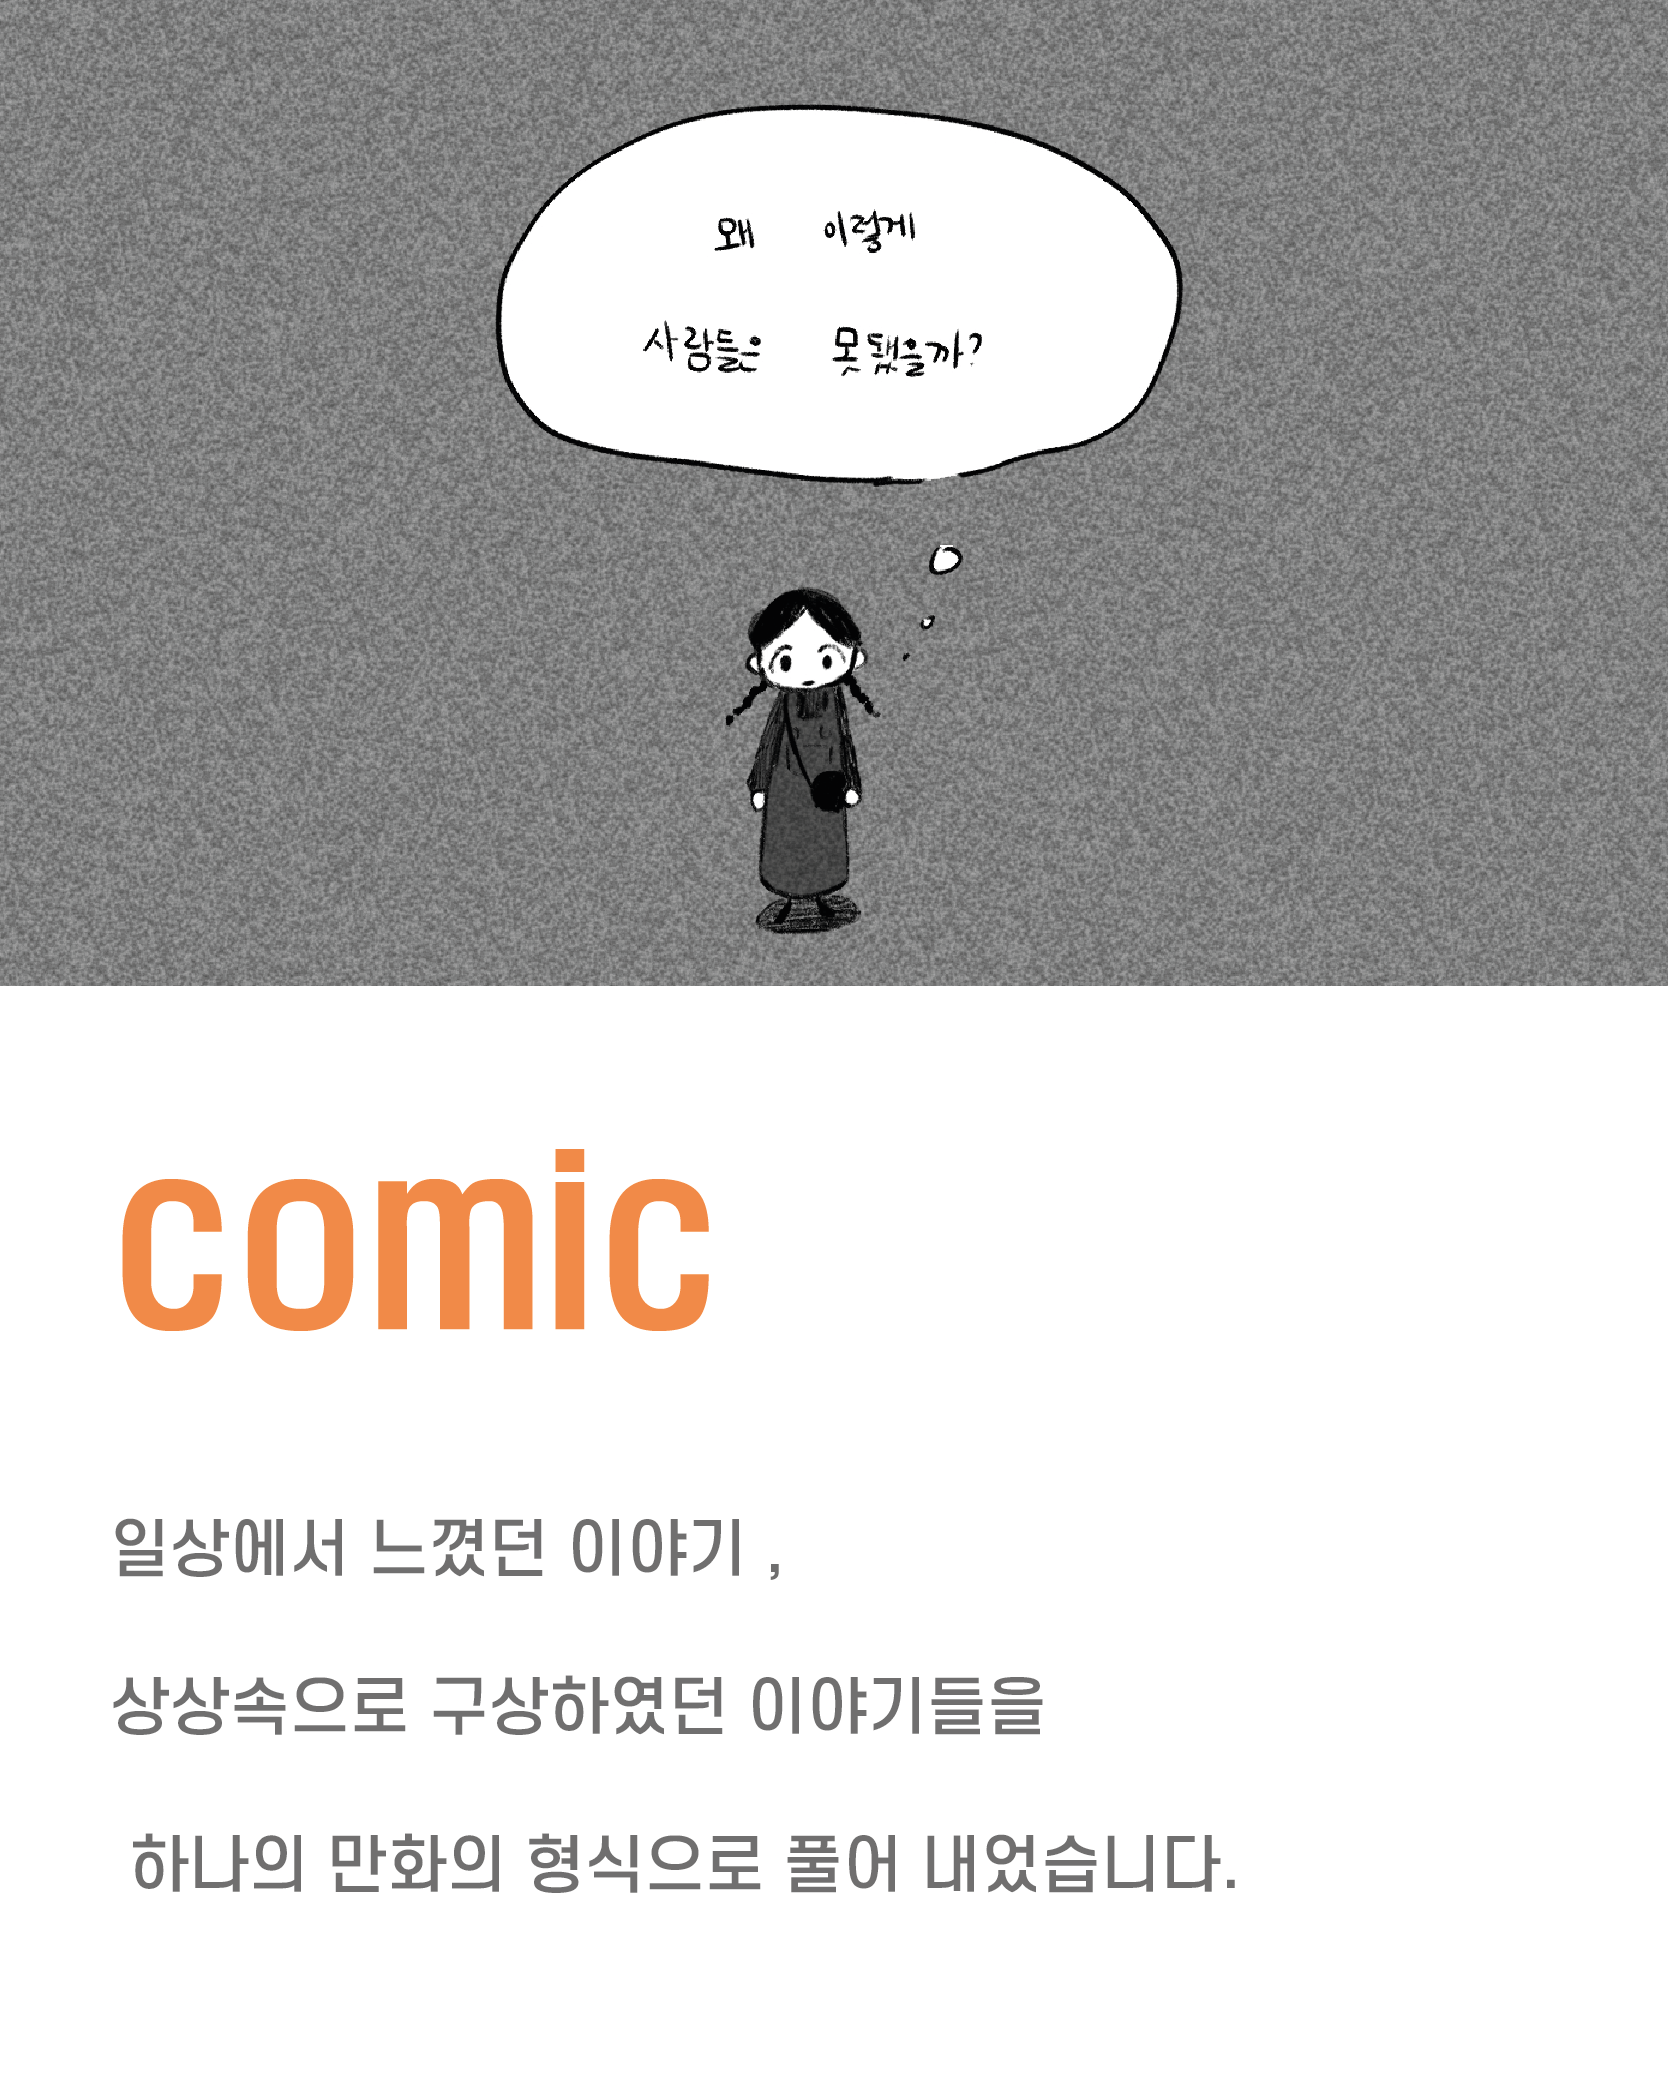 왜 이렇게
사람들은 못됐을까?
comic
일상에서 느꼈던 이야기 ,
상상속으로 구상하였던 이야기들을
하나의 만화의 형식으로 풀어 내었습니다.